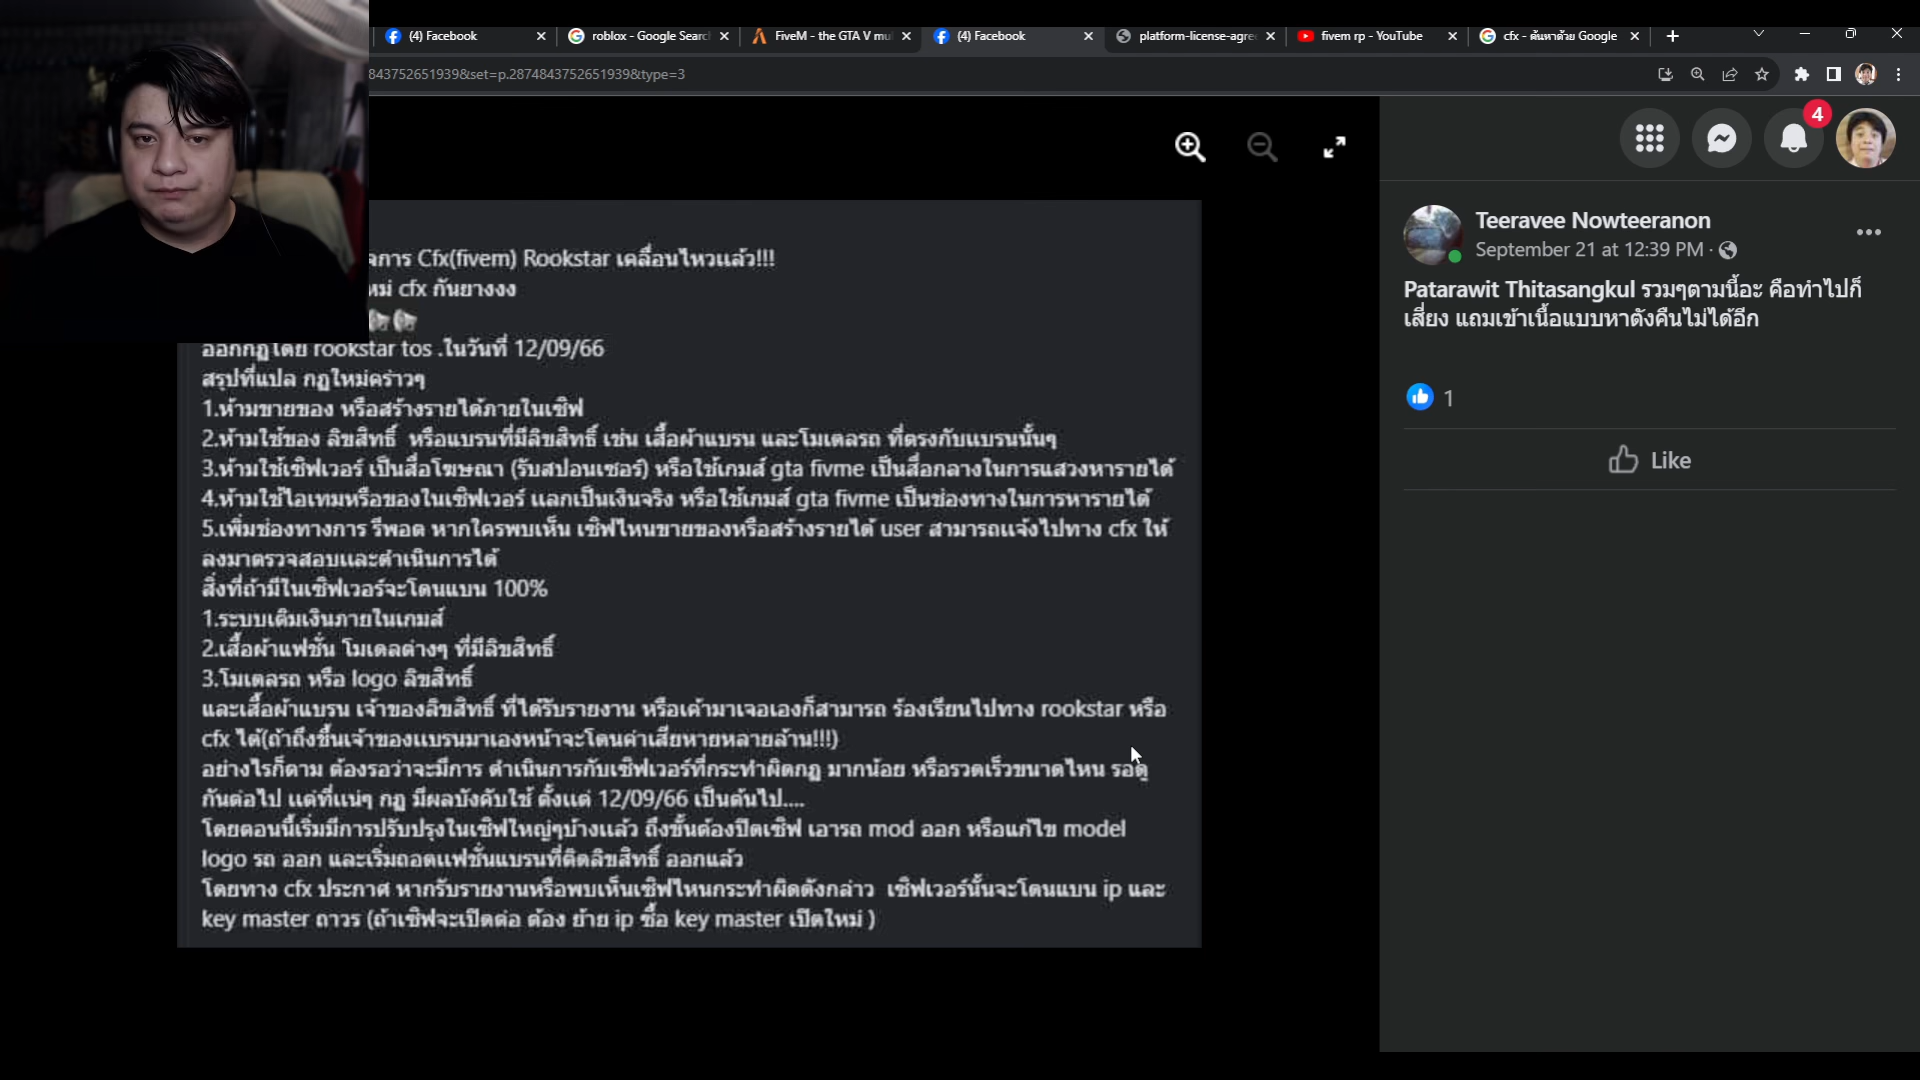 (4) Facebook
roblox - Google Searc
FiveM - the GTA V mu
(4) Facebook
platform-license-agre
fivem rp - YouTube
cfx - ค้นหาด้วย Google
843752651939&set=p.2874843752651939&type=3
4
การ Cfx(fivem) Rookstar เคลื่อนไหวแล้ว!!!
หม่ cfx กันยางงง
ออกกฎโดย rookstar tos .ในวันที่ 12/09/66
สรุปที่แปล กฎใหม่คร่าวๆ
1.ห้ามขายของ หรือสร้างรายได้ภายในเซิฟ
2.ห้ามใช้ของ ลิขสิทธิ์ หรือแบรนที่มีลิขสิทธิ์ เช่น เสื้อผ้าแบรน และโมเดลรถ ที่ตรงกับแบรนนั้นๆ
3.ห้ามใช้เซิฟเวอร์ เป็นสื่อโฆษณา (รับสปอนเซอร์) หรือใช้เกมส์ gta fivme เป็นสื่อกลางในการแสวงหารายได้
4.ห้ามใช้ไอเทมหรือของในเซิฟเวอร์ แลกเป็นเงินจริง หรือใช้เกมส์ gta fivme เป็นช่องทางในการหารายได้
5.เพิ่มช่องทางการ รีพอต หากใครพบเห็น เซิฟไหนขายของหรือสร้างรายได้ user สามารถแจ้งไปทาง cfx ให้
ลงมาตรวจสอบและดำเนินการได้
สิ่งที่ถ้ามีในเซิฟเวอร์จะโดนแบน 100%
1.ระบบเติมเงินภายในเกมส์
2.เสื้อผ้าแฟชั่น โมเดลต่างๆ ที่มีลิขสิทธิ์
3.โมเดลรถ หรือ logo ลิขสิทธิ์
และเสื้อผ้าแบรน เจ้าของลิขสิทธิ์ ที่ได้รับรายงาน หรือเค้ามาเจอเองก็สามารถ ร้องเรียนไปทาง rookstar หรือ
cfx ได้(ถ้าถึงขั้นเจ้าของแบรนมาเองหน้าจะโดนค่าเสียหายหลายล้าน!!!)
อย่างไรก็ตาม ต้องรอว่าจะมีการ ดำเนินการกับเซิฟเวอร์ที่กระทำผิดกฎ มากน้อย หรือรวดเร็วขนาดไหน รอดู
กันต่อไป แต่ที่แน่ๆ กฎ มีผลบังคับใช้ ตั้งแต่ 12/09/66 เป็นต้นไป....
โดยตอนนี้เริ่มมีการปรับปรุงในเซิฟใหญ่ๆบ้างแล้ว ถึงขั้นต้องปิดเซิฟ เอารถ mod ออก หรือแก้ไข model
logo รถ ออก และเริ่มถอดแฟชั่นแบรนที่ติดลิขสิทธิ์ ออกแล้ว
โดยทาง cfx ประกาศ หากรับรายงานหรือพบเห็นเซิฟไหนกระทำผิดดังกล่าว เซิฟเวอร์นั้นจะโดนแบน ip และ
key master ถาวร (ถ้าเซิฟจะเปิดต่อ ต้อง ย้าย ip ซื้อ key master เปิดใหม่ )
Teeravee Nowteeranon
September 21 at 12:39 PM ·
Patarawit Thitasangkul รวมๆตามนี้อะ คือทำไปก็
เสี่ยง แถมเข้าเนื้อแบบหาตังคืนไม่ได้อีก
1
Like